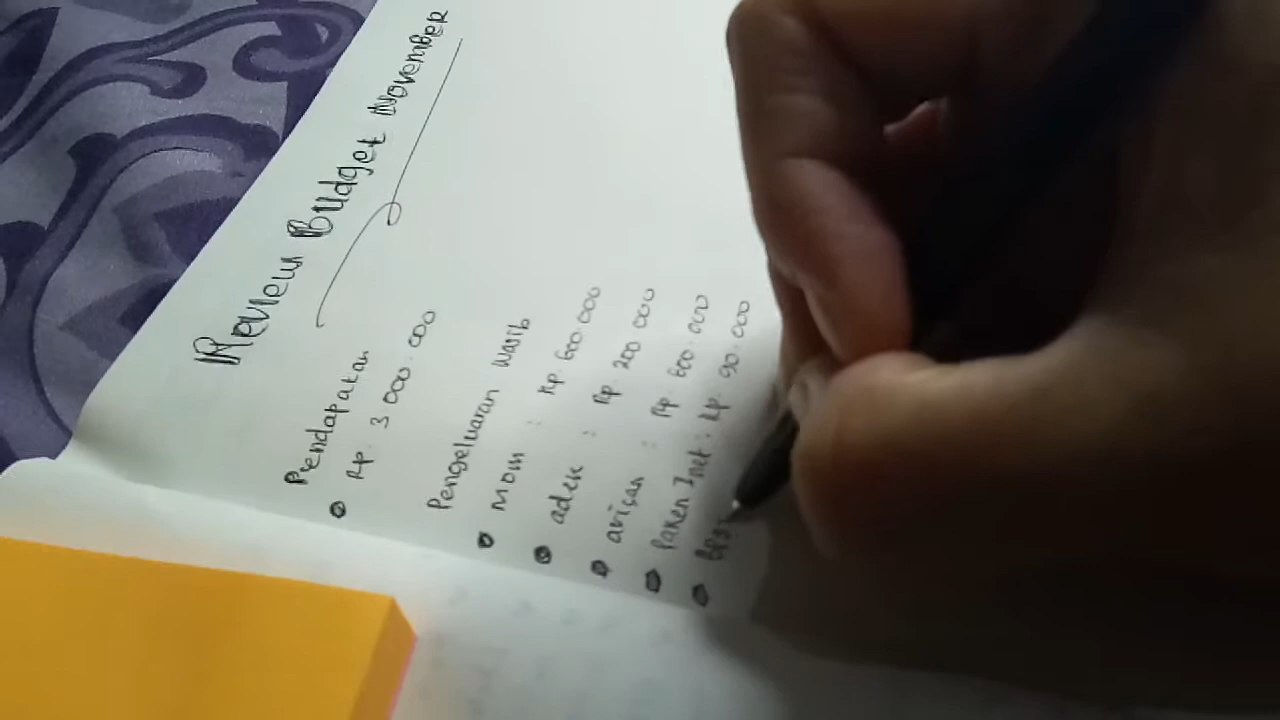 Review Budget November
Pendapatan
Rp. 3 000.000
Pengeluaran Wajib
Mom : Rp. 600.000
adek : Rp. 200 000
arisan : Rp 600.000
Paken Inet : Rp. 90.000